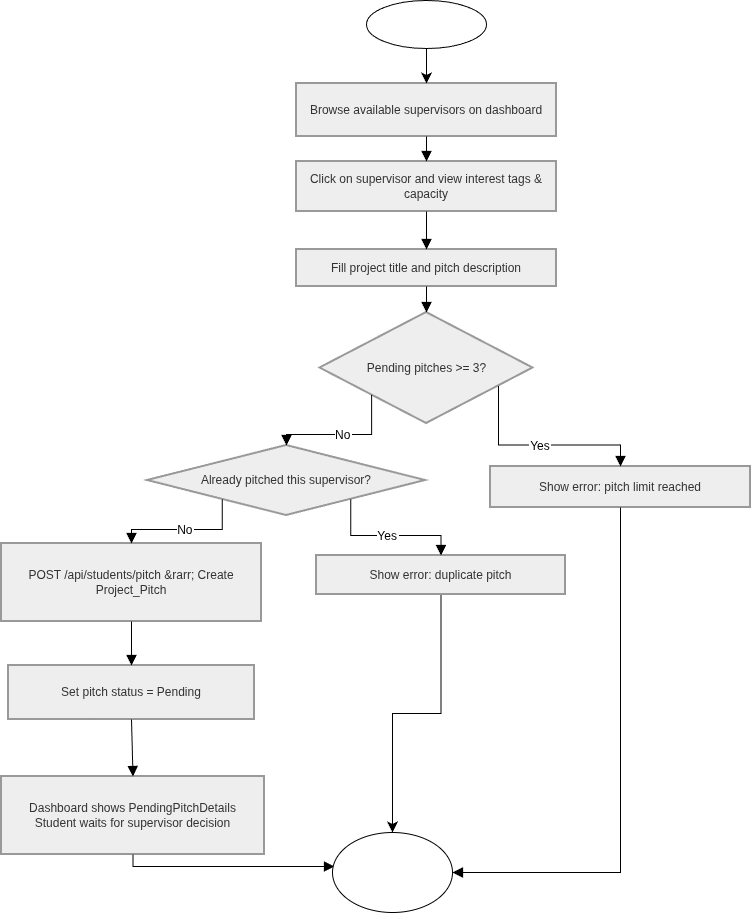 Browse available supervisors on dashboard
Click on supervisor and view interest tags &
capacity
Fill project title and pitch description
Pending pitches >= 3?
No
Yes
Already pitched this supervisor?
Show error: pitch limit reached
No
Yes
POST /api/students/pitch &rarr; Create
Project_Pitch
Show error: duplicate pitch
Set pitch status = Pending
Dashboard shows PendingPitchDetails
Student waits for supervisor decision